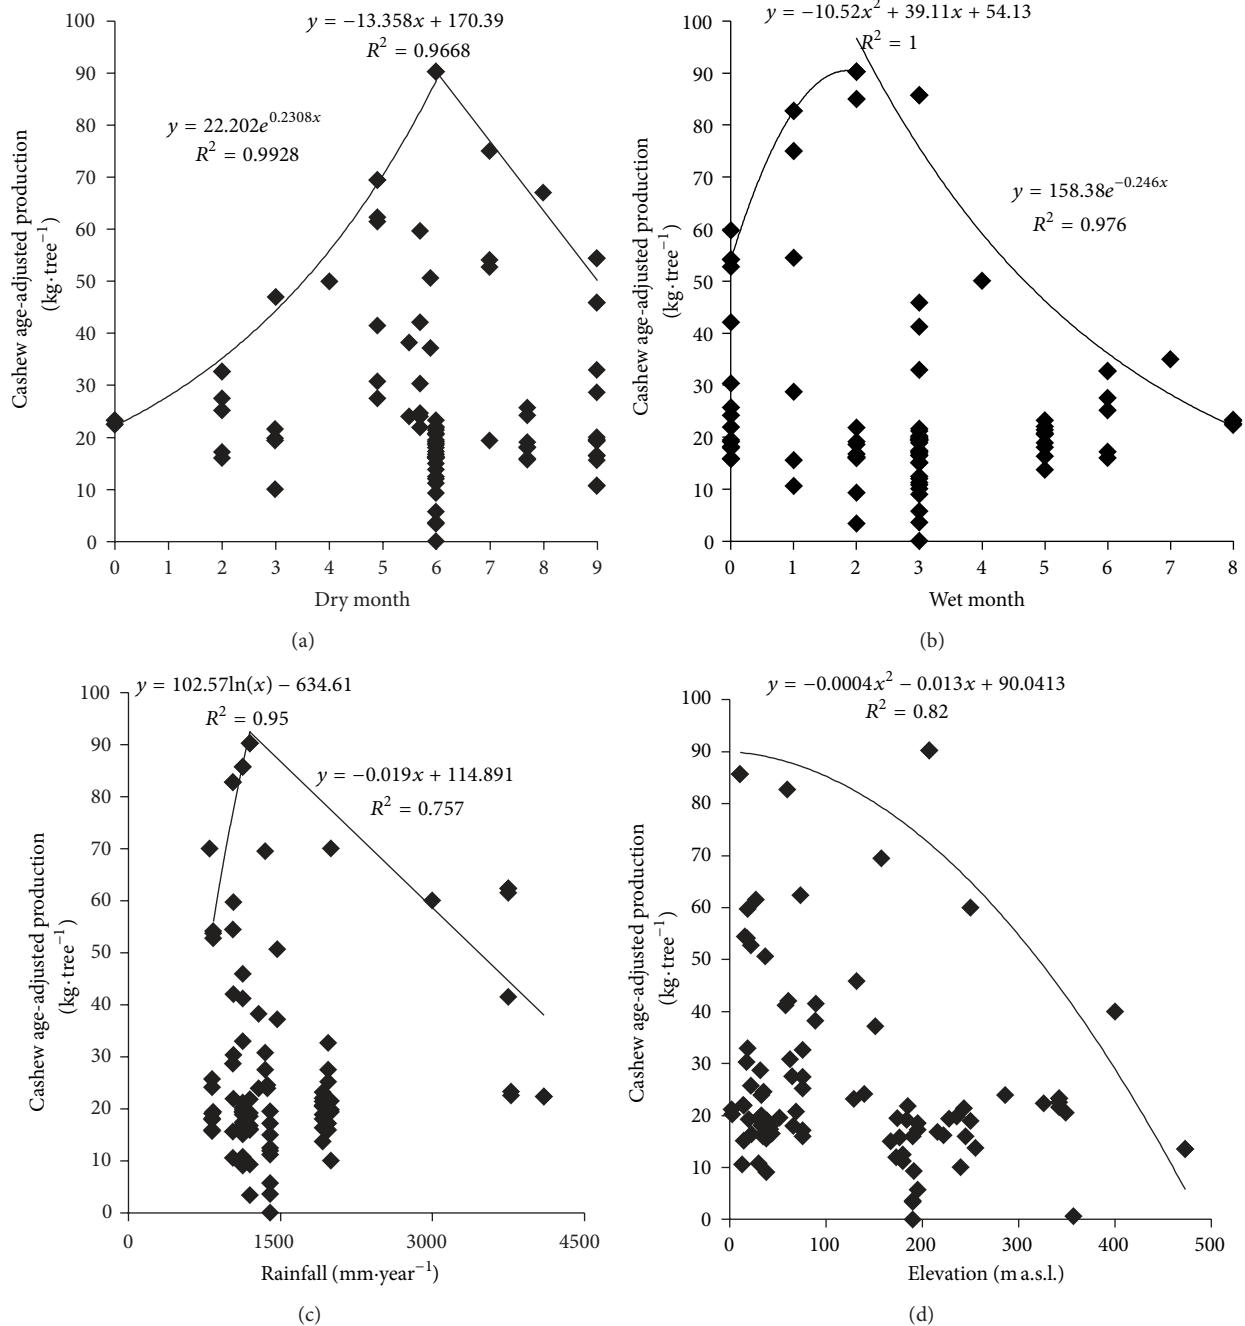 y = −13.358x + 170.39
R² = 0.9668
y = 22.202e^0.2308x
R² = 0.9928
Cashew age-adjusted production
(kg·tree⁻¹)
100
90
80
70
60
50
40
30
20
10
0
0 1 2 3 4 5 6 7 8 9
Dry month
(a)
y = −10.52x² + 39.11x + 54.13
R² = 1
y = 158.38e^−0.246x
R² = 0.976
Cashew age-adjusted production
(kg·tree⁻¹)
100
90
80
70
60
50
40
30
20
10
0
0 1 2 3 4 5 6 7 8
Wet month
(b)
y = 102.57ln(x) − 634.61
R² = 0.95
y = −0.019x + 114.891
R² = 0.757
Cashew age-adjusted production
(kg·tree⁻¹)
100
90
80
70
60
50
40
30
20
10
0
0 1500 3000 4500
Rainfall (mm·year⁻¹)
(c)
y = −0.0004x² − 0.013x + 90.0413
R² = 0.82
Cashew age-adjusted production
(kg·tree⁻¹)
100
90
80
70
60
50
40
30
20
10
0
0 100 200 300 400 500
Elevation (m a.s.l.)
(d)